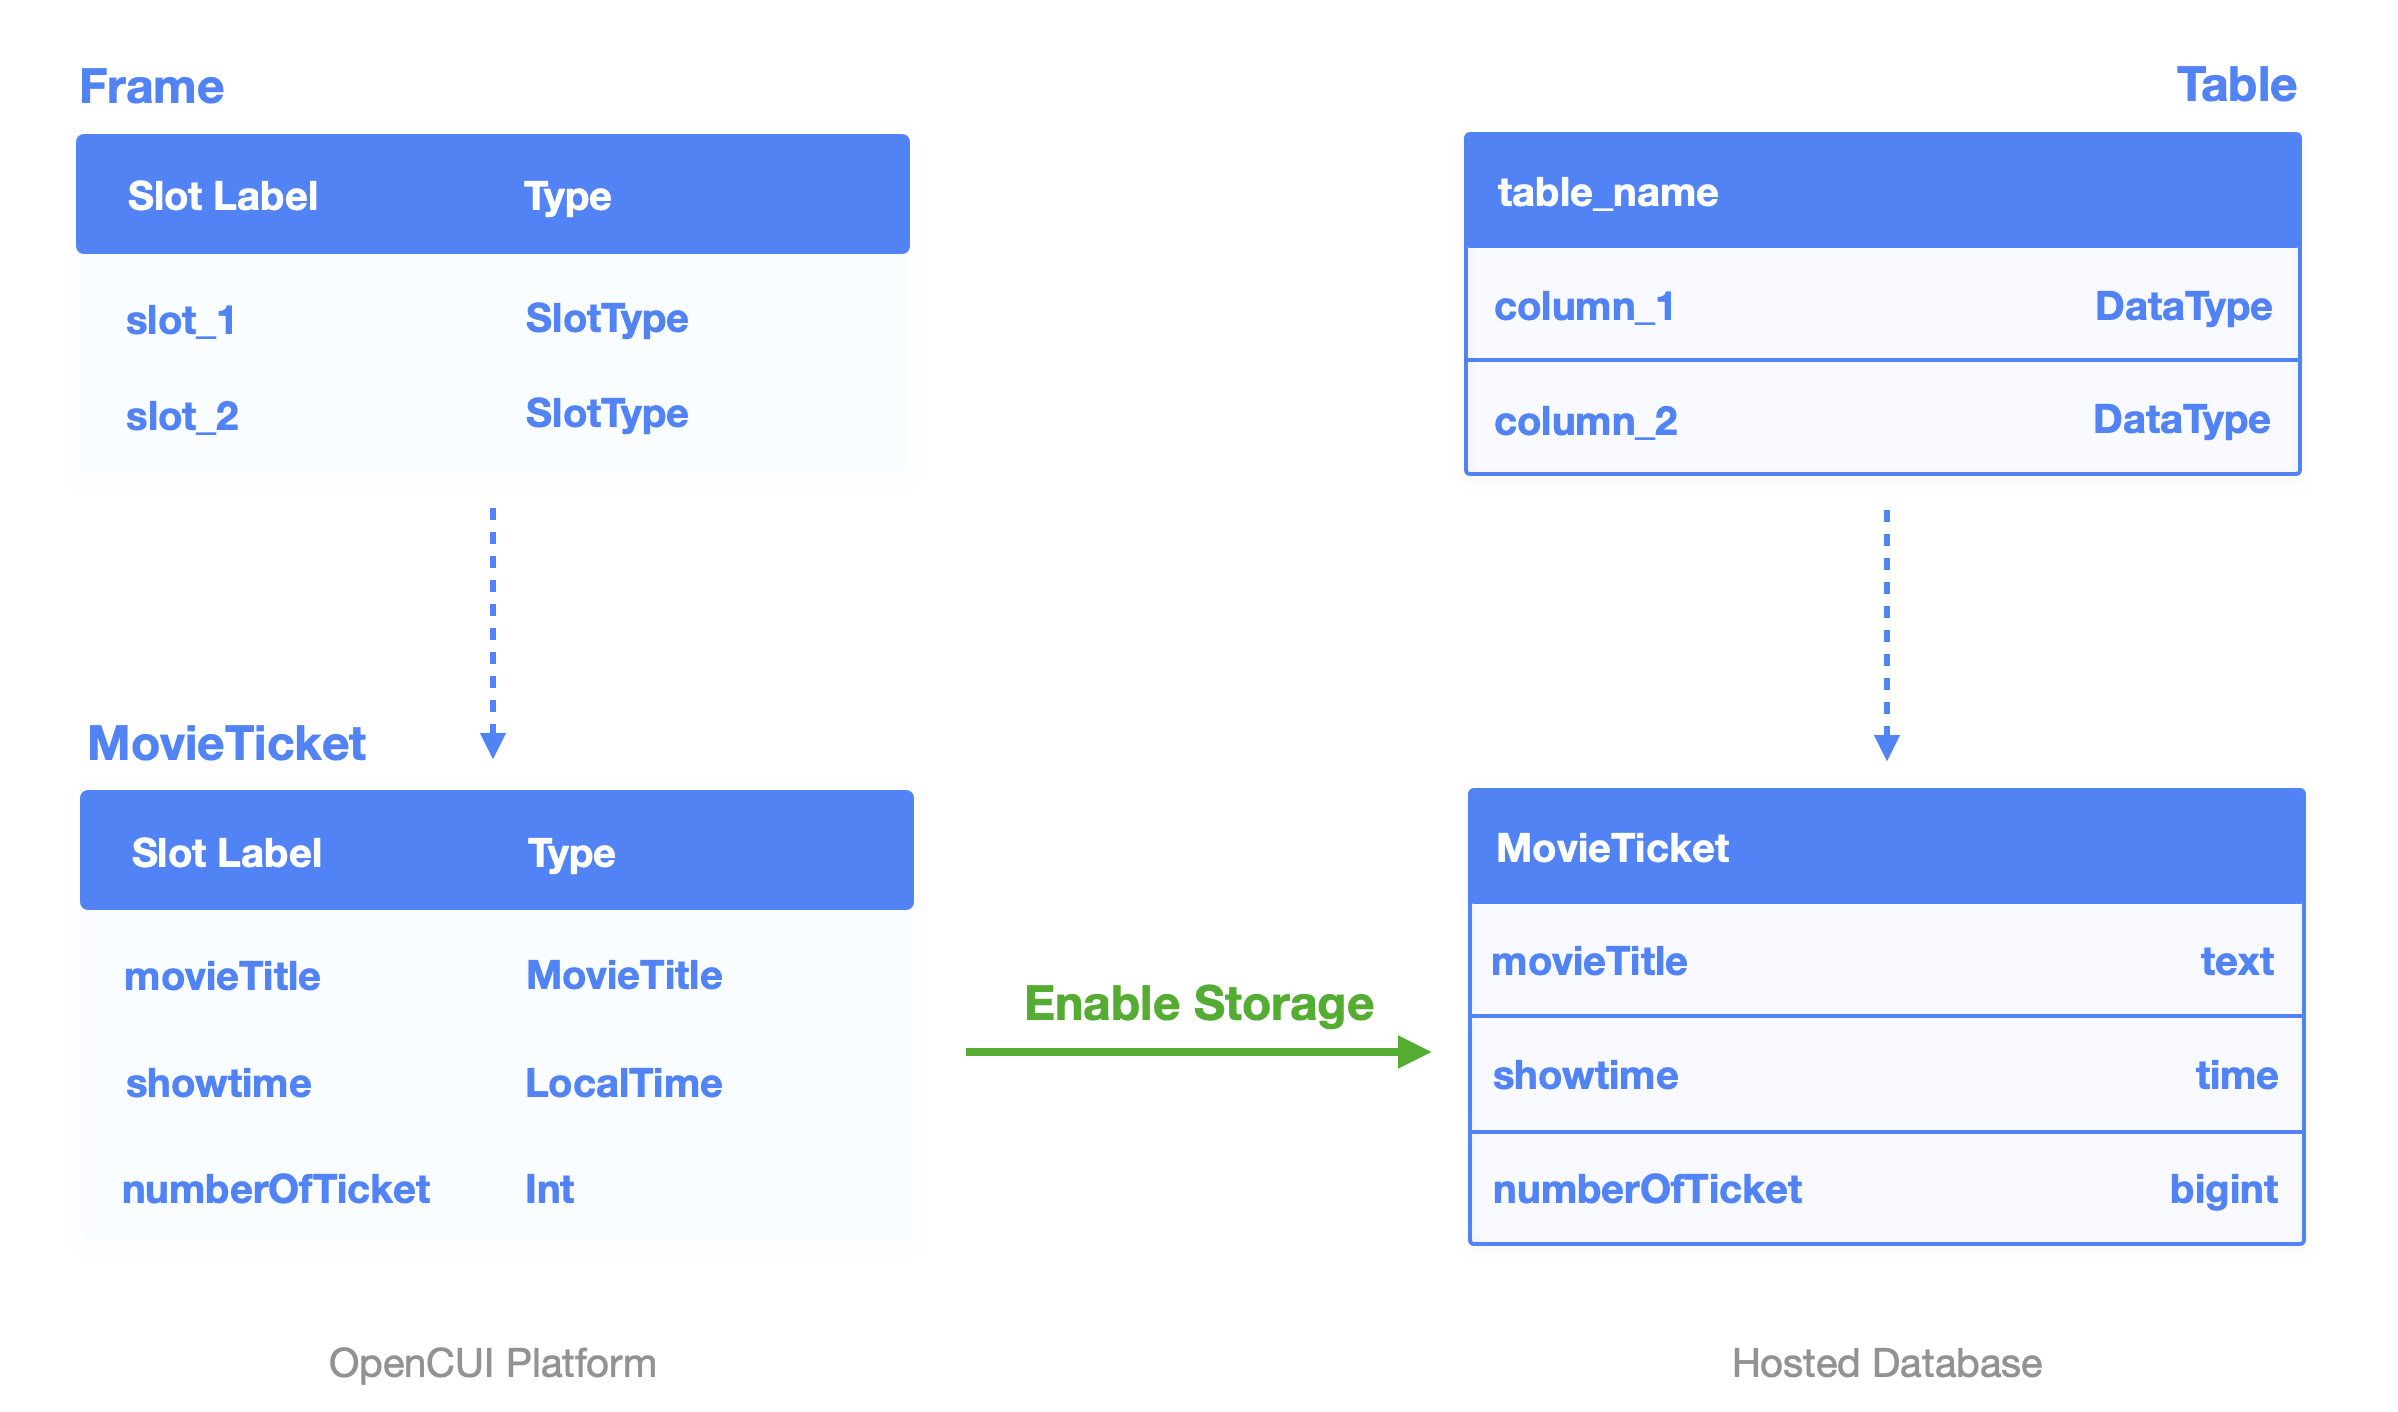 Frame
Slot Label Type
slot_1 SlotType
slot_2 SlotType
Table
table_name
column_1 DataType
column_2 DataType
MovieTicket
Slot Label Type
movieTitle MovieTitle
showtime LocalTime
numberOfTicket Int
Enable Storage
MovieTicket
movieTitle text
showtime time
numberOfTicket bigint
OpenCUI Platform
Hosted Database